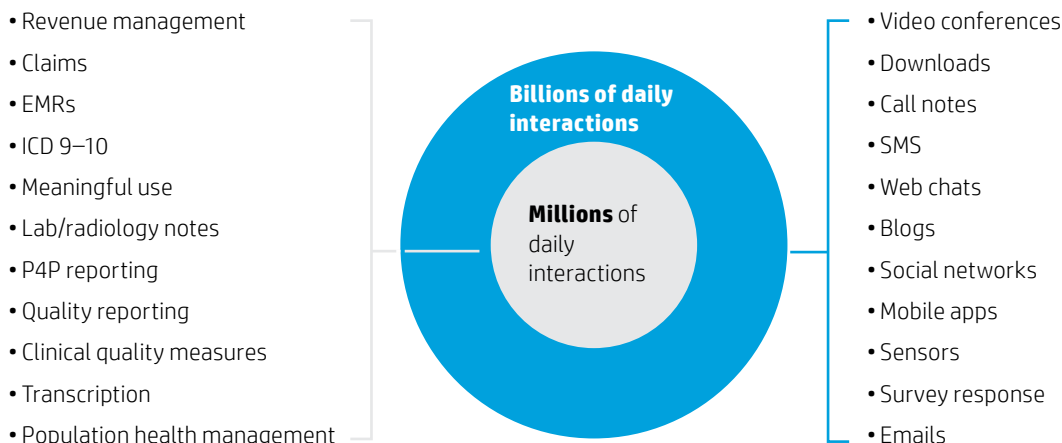 • Revenue management
• Claims
• EMRs
• ICD 9–10
• Meaningful use
• Lab/radiology notes
• P4P reporting
• Quality reporting
• Clinical quality measures
• Transcription
• Population health management
Billions of daily
interactions
Millions of
daily
interactions
• Video conferences
• Downloads
• Call notes
• SMS
• Web chats
• Blogs
• Social networks
• Mobile apps
• Sensors
• Survey response
• Emails